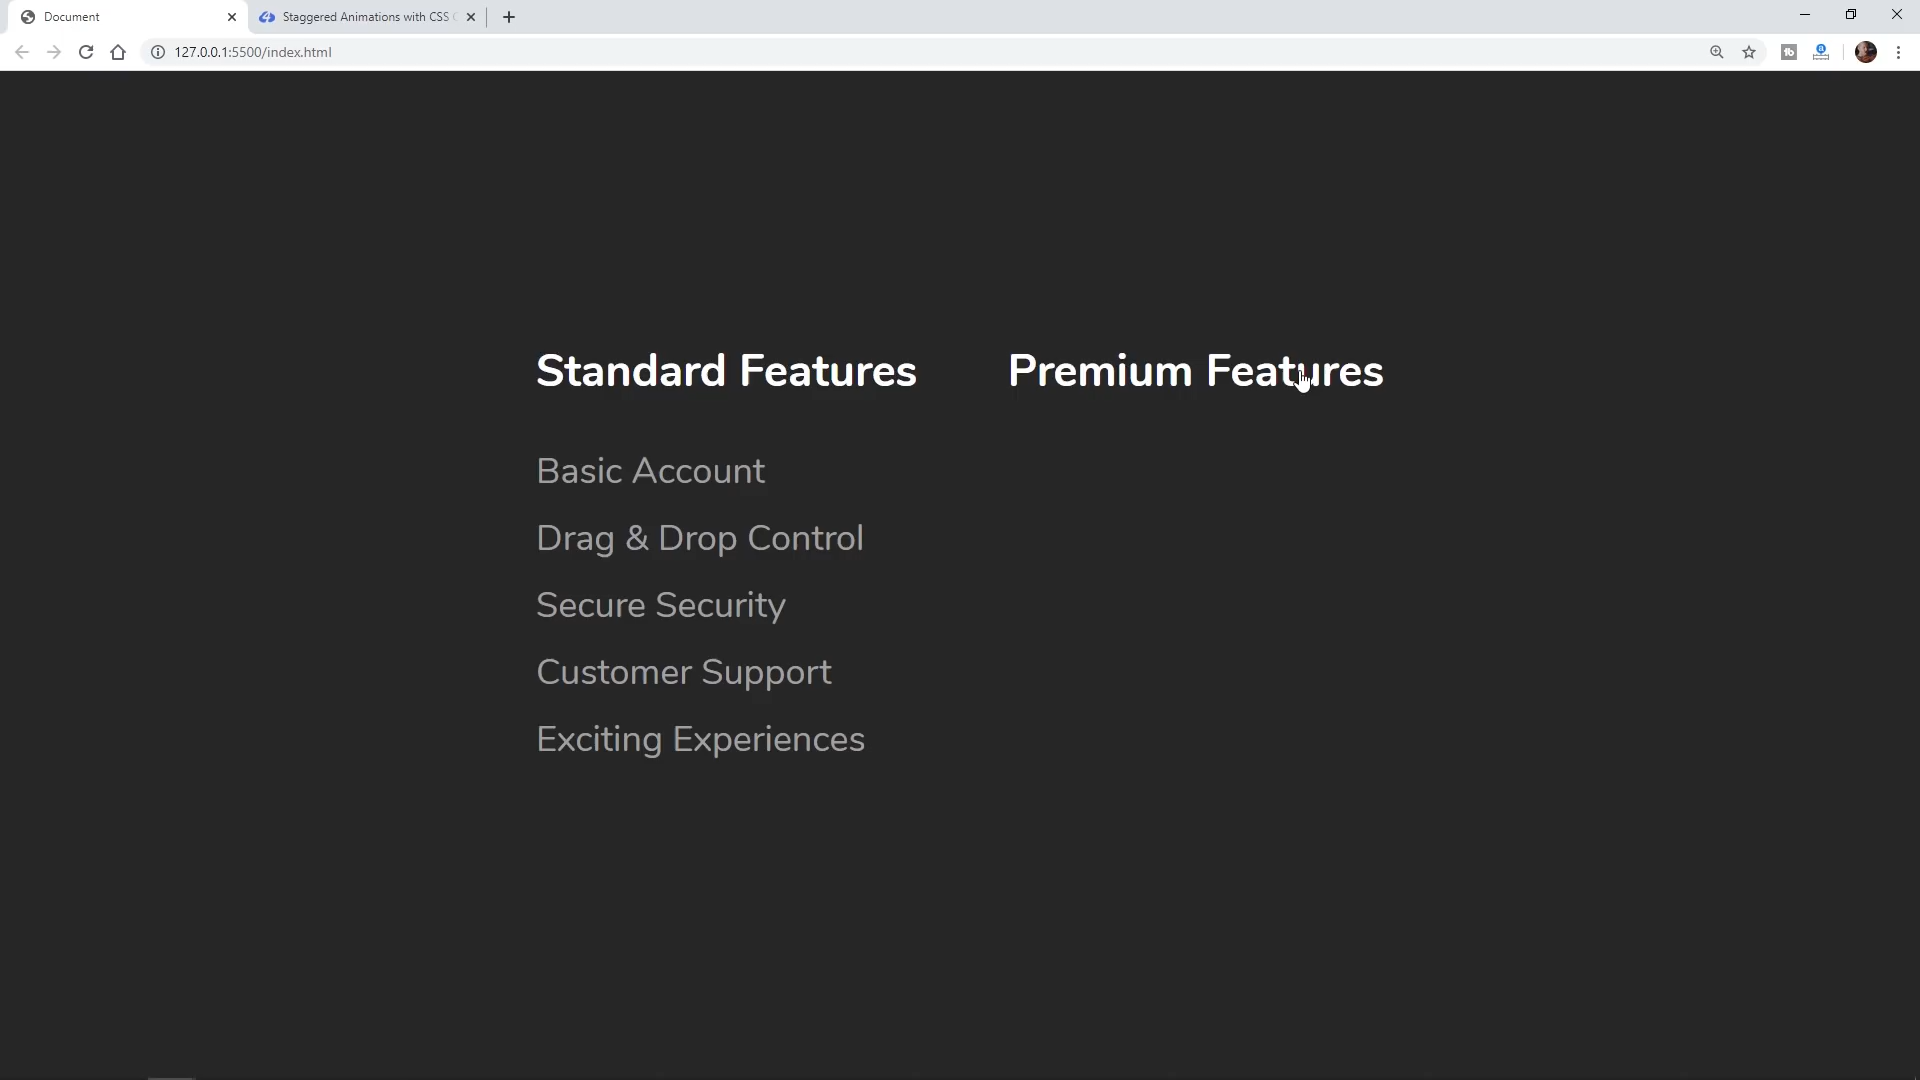 Document
Staggered Animations with CSS
127.0.0.1:5500/index.html
Standard Features
Premium Features
Basic Account
Drag & Drop Control
Secure Security
Customer Support
Exciting Experiences